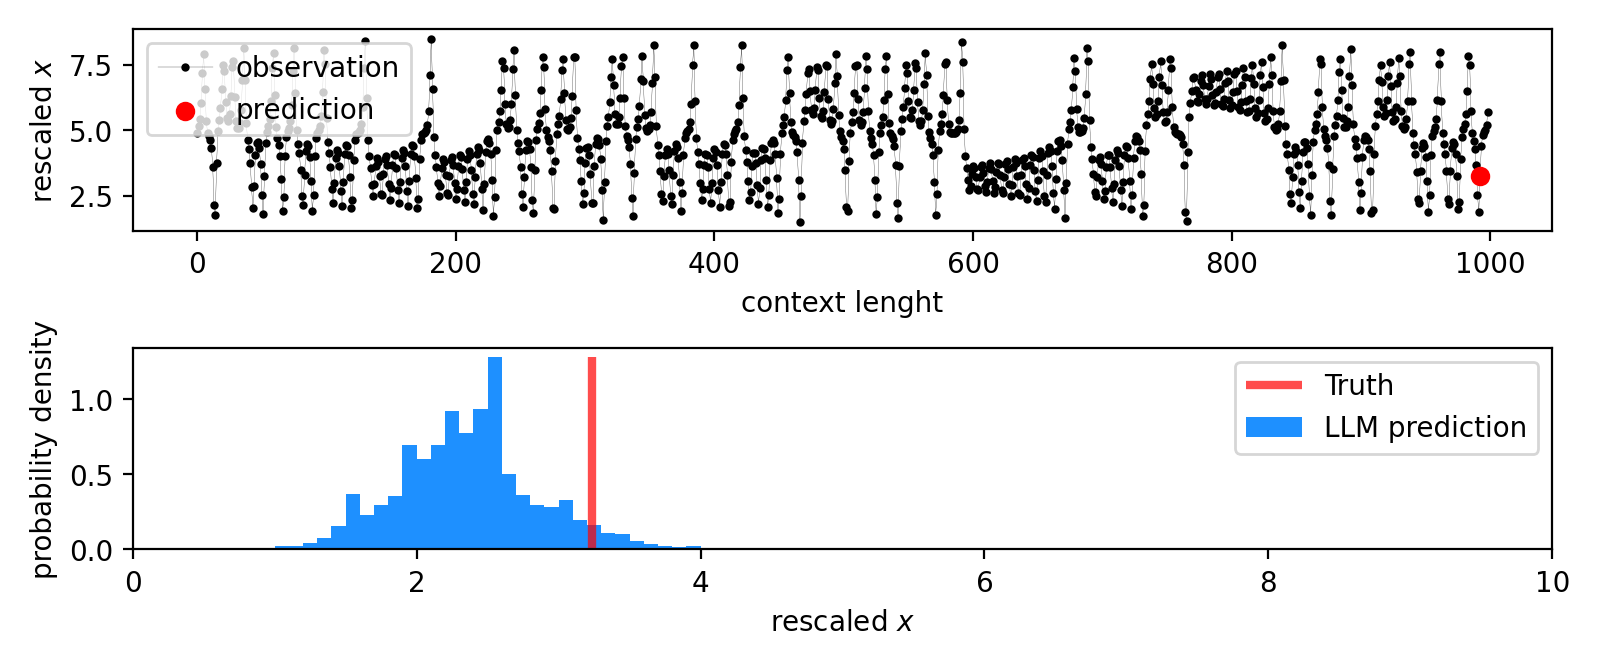 rescaled x
7.5
5.0
2.5
observation
prediction
0
200
400
600
800
1000
context lenght
probability density
1.0
0.5
0.0
Truth
LLM prediction
0
2
4
6
8
10
rescaled x